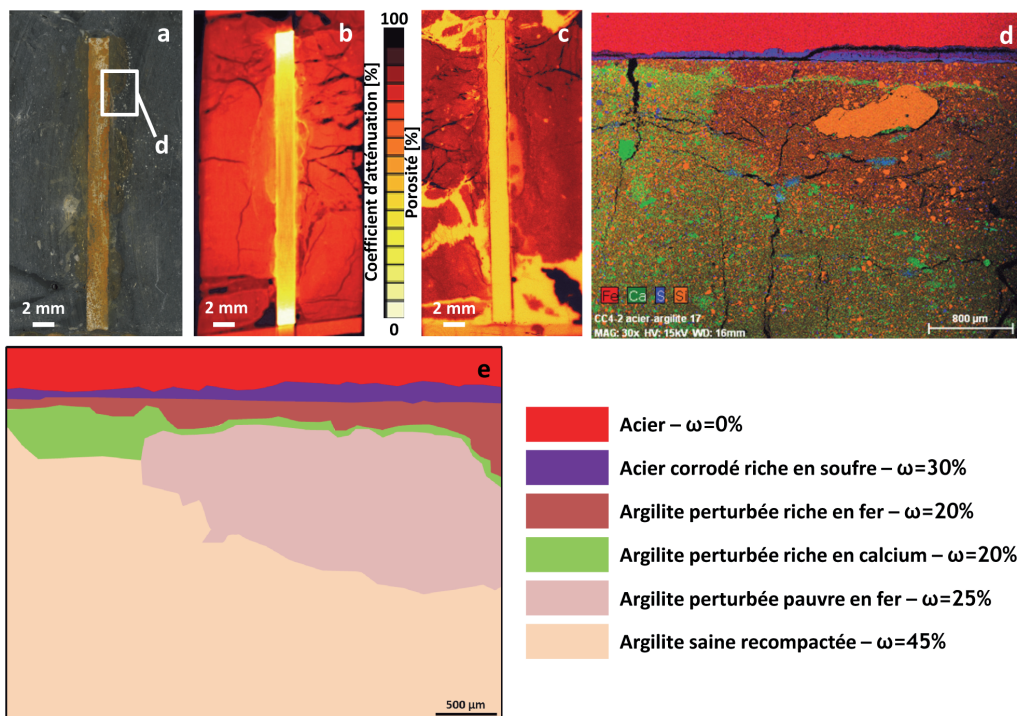 a
d
2 mm
b
2 mm
100
Coefficient d'atténuation [%]
Porosité [%]
0
c
2 mm
d
Fe Ca S Si
CC4-2 acier-argilite 17
MAG: 30x HV: 15kV WD: 16mm
800 µm
e
500 µm
Acier – ω=0%
Acier corrodé riche en soufre – ω=30%
Argilite perturbée riche en fer – ω=20%
Argilite perturbée riche en calcium – ω=20%
Argilite perturbée pauvre en fer – ω=25%
Argilite saine recompactée – ω=45%